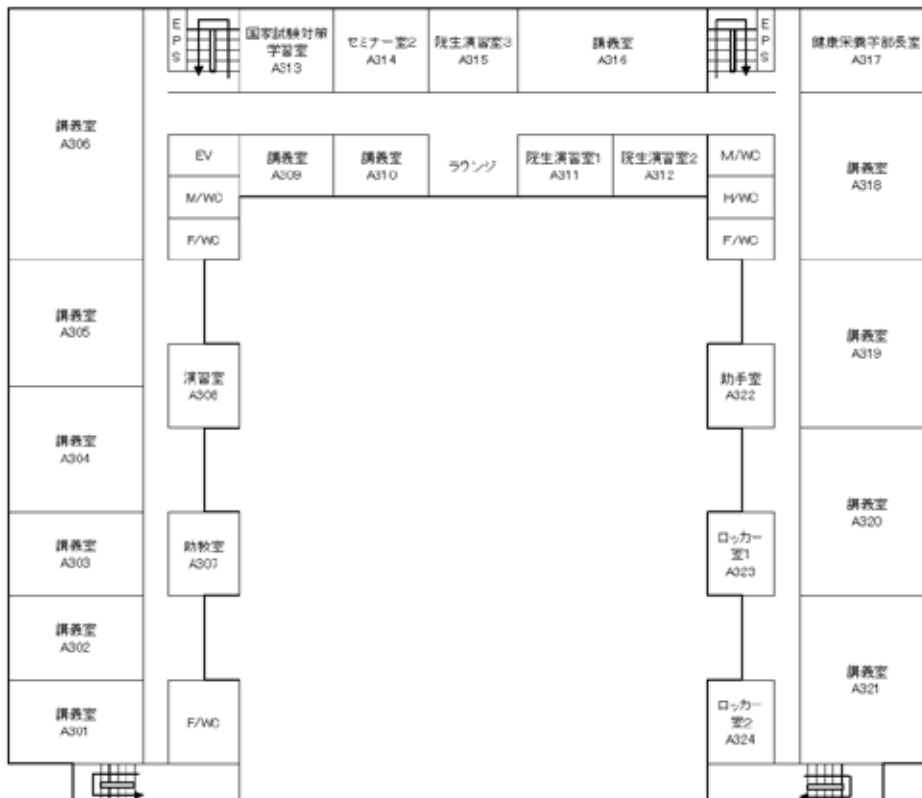 E
P
S
国家試験対策
学習室
A313
セミナー室2
A314
院生演習室3
A315
講義室
A316
E
P
S
健康栄養学部長室
A317
講義室
A306
EV
講義室
A309
講義室
A310
ラウンジ
院生演習室1
A311
院生演習室2
A312
M/WC
講義室
A318
M/WC
H/WC
F/WC
F/WC
講義室
A305
講義室
A319
演習室
A308
助手室
A322
講義室
A304
講義室
A320
講義室
A303
助教室
A307
ロッカー
室1
A323
講義室
A302
講義室
A321
講義室
A301
F/WC
ロッカー
室2
A324